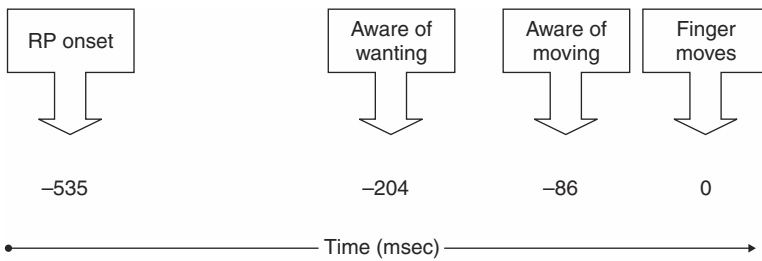 RP onset
Aware of
wanting
Aware of
moving
Finger
moves
–535
–204
–86
0
Time (msec)